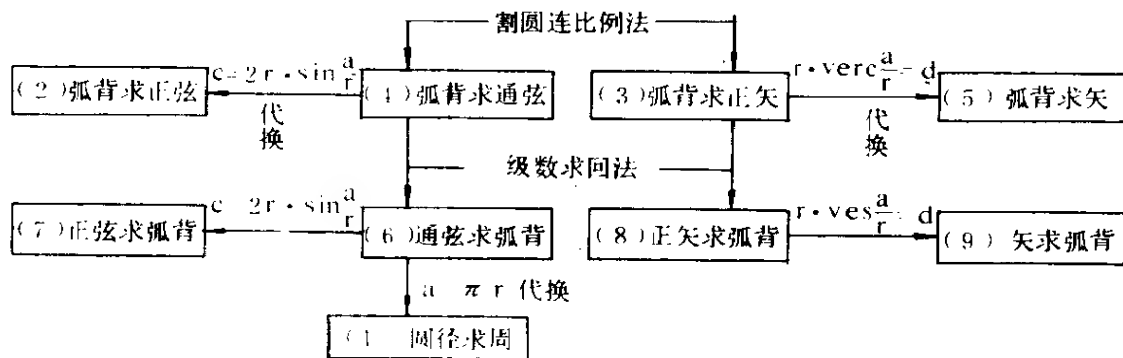 割圆连比例法
c=2r·sin a/r
r·verc a/r = d
(2)弧背求正弦
(4)弧背求通弦
(3)弧背求正矢
(5)弧背求矢
代换
代换
级数求回法
c 2r·sin a/r
r·ves a/r = d
(7)正弦求弧背
(6)通弦求弧背
(8)正矢求弧背
(9)矢求弧背
a πr 代换
(1 圆径求周